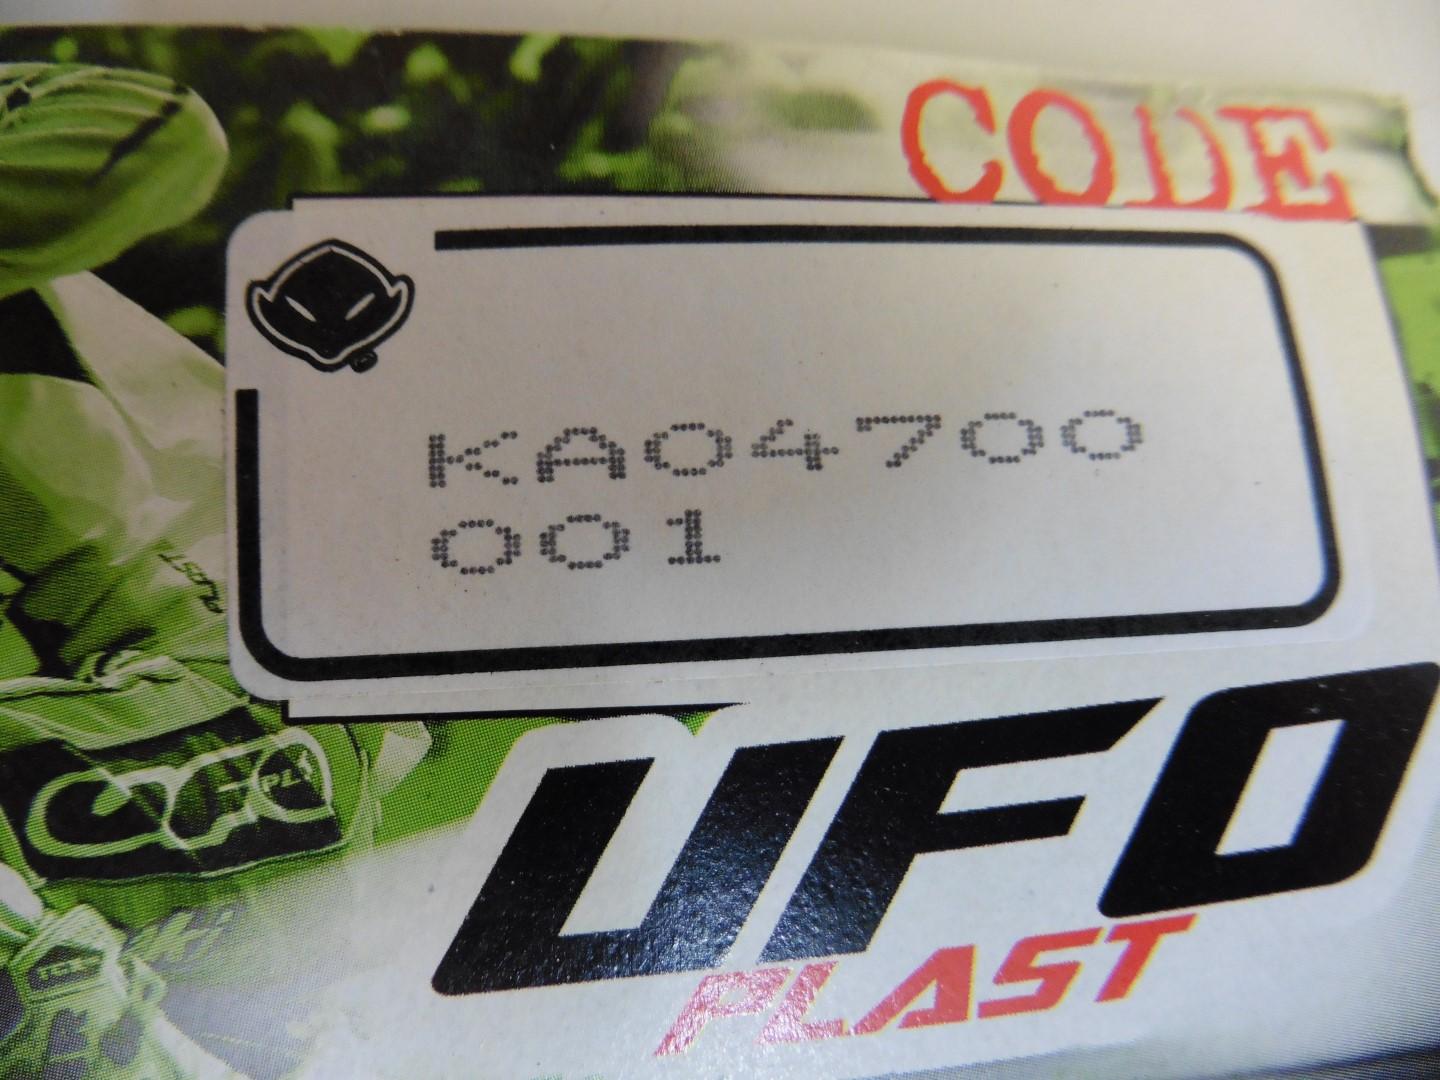 CODE
KA04700
001
UFO
PLAST